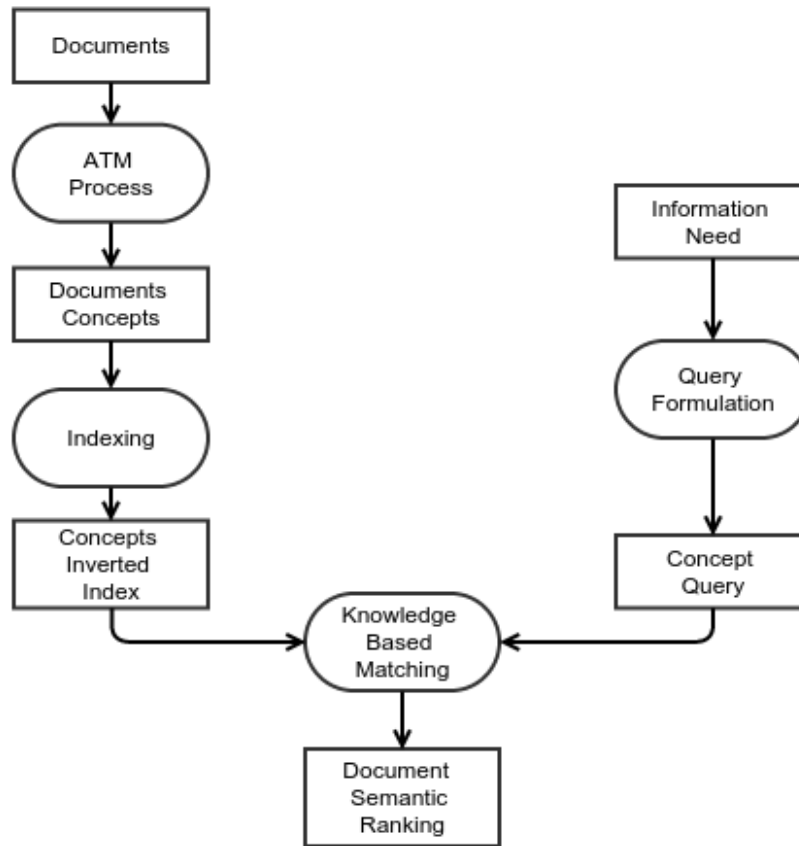 Documents
ATM
Process
Documents
Concepts
Indexing
Concepts
Inverted
Index
Information
Need
Query
Formulation
Concept
Query
Knowledge
Based
Matching
Document
Semantic
Ranking